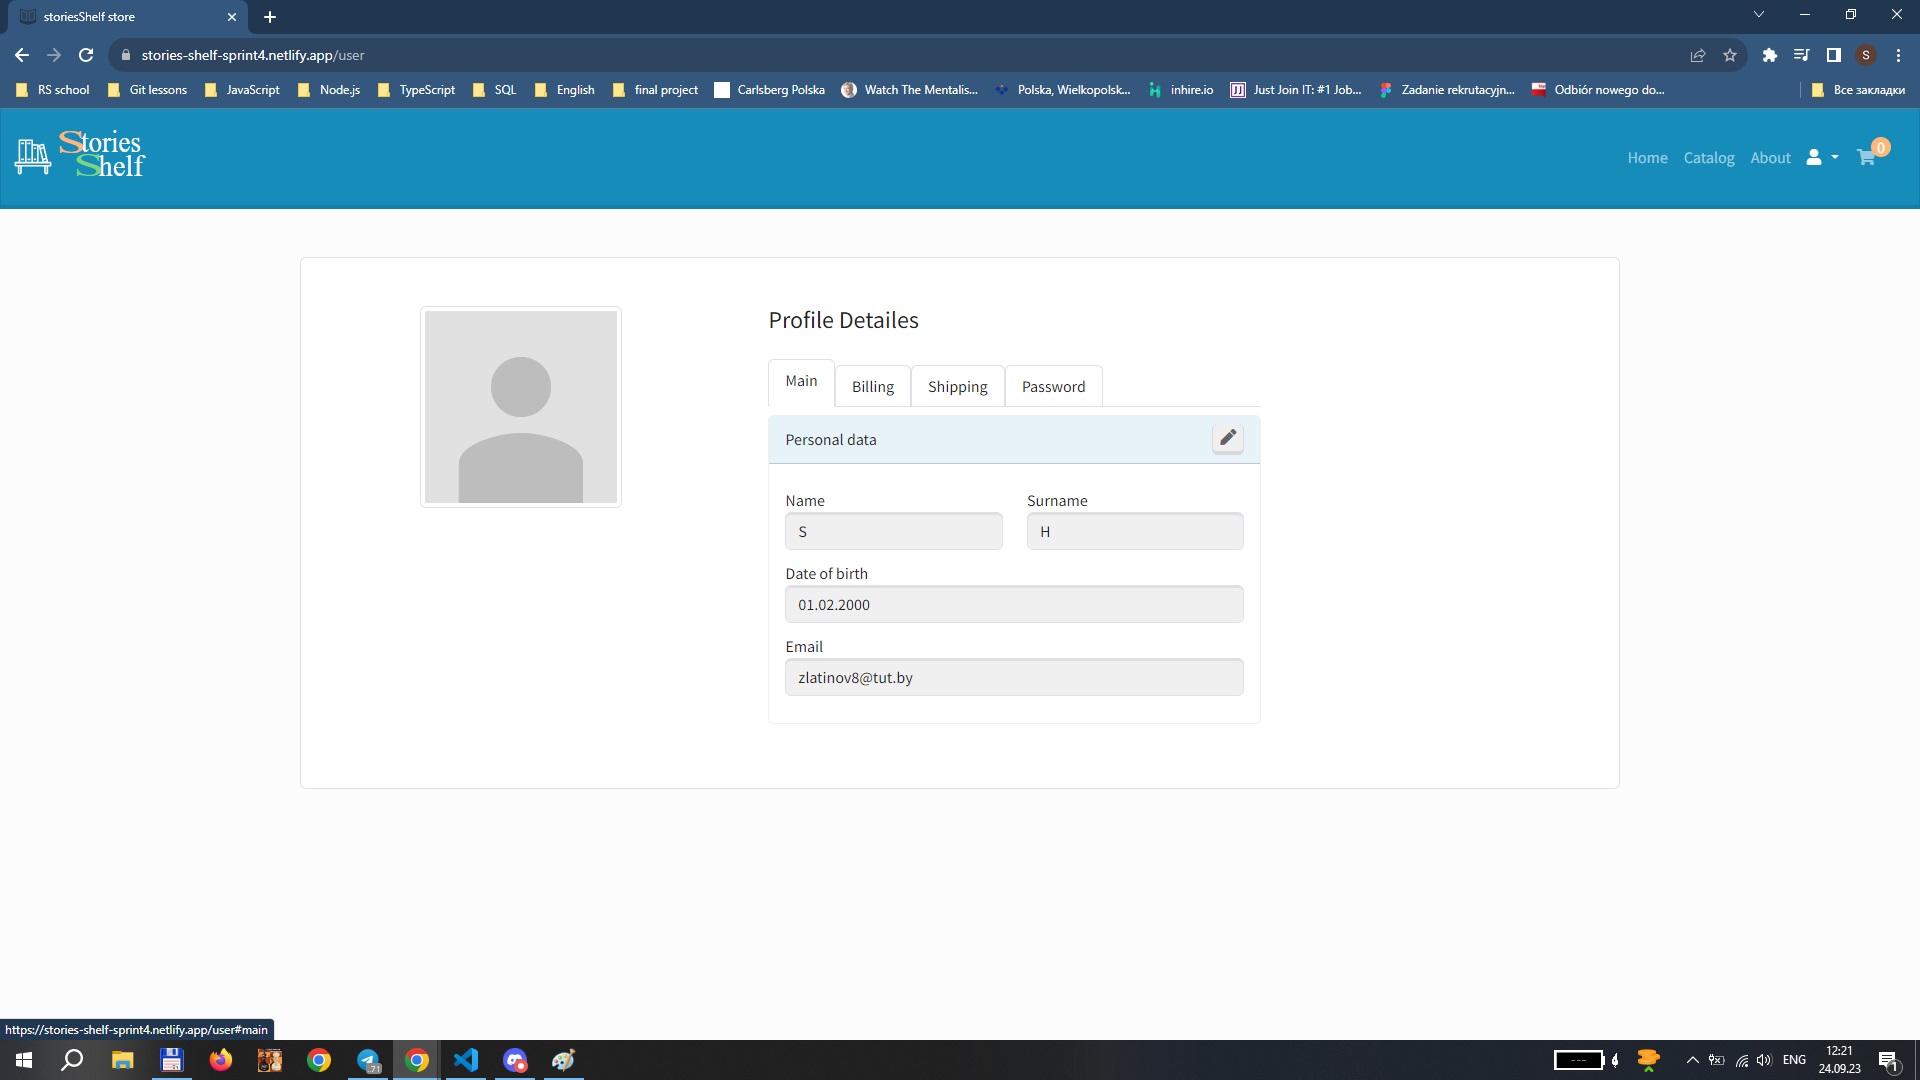 storiesShelf store
stories-shelf-sprint4.netlify.app/user
S
RS school
Git lessons
JavaScript
Node.js
TypeScript
SQL
English
final project
Carlsberg Polska
Watch The Mentalis...
Polska, Wielkopolsk...
inhire.io
Just Join IT: #1 Job...
Zadanie rekrutacyjn...
Odbiór nowego do...
Все закладки
Stories
Shelf
Home
Catalog
About
0
Profile Detailes
Main
Billing
Shipping
Password
Personal data
Name
Surname
S
H
Date of birth
01.02.2000
Email
zlatinov8@tut.by
https://stories-shelf-sprint4.netlify.app/user#main
71
---
ENG
12:21
24.09.23
1